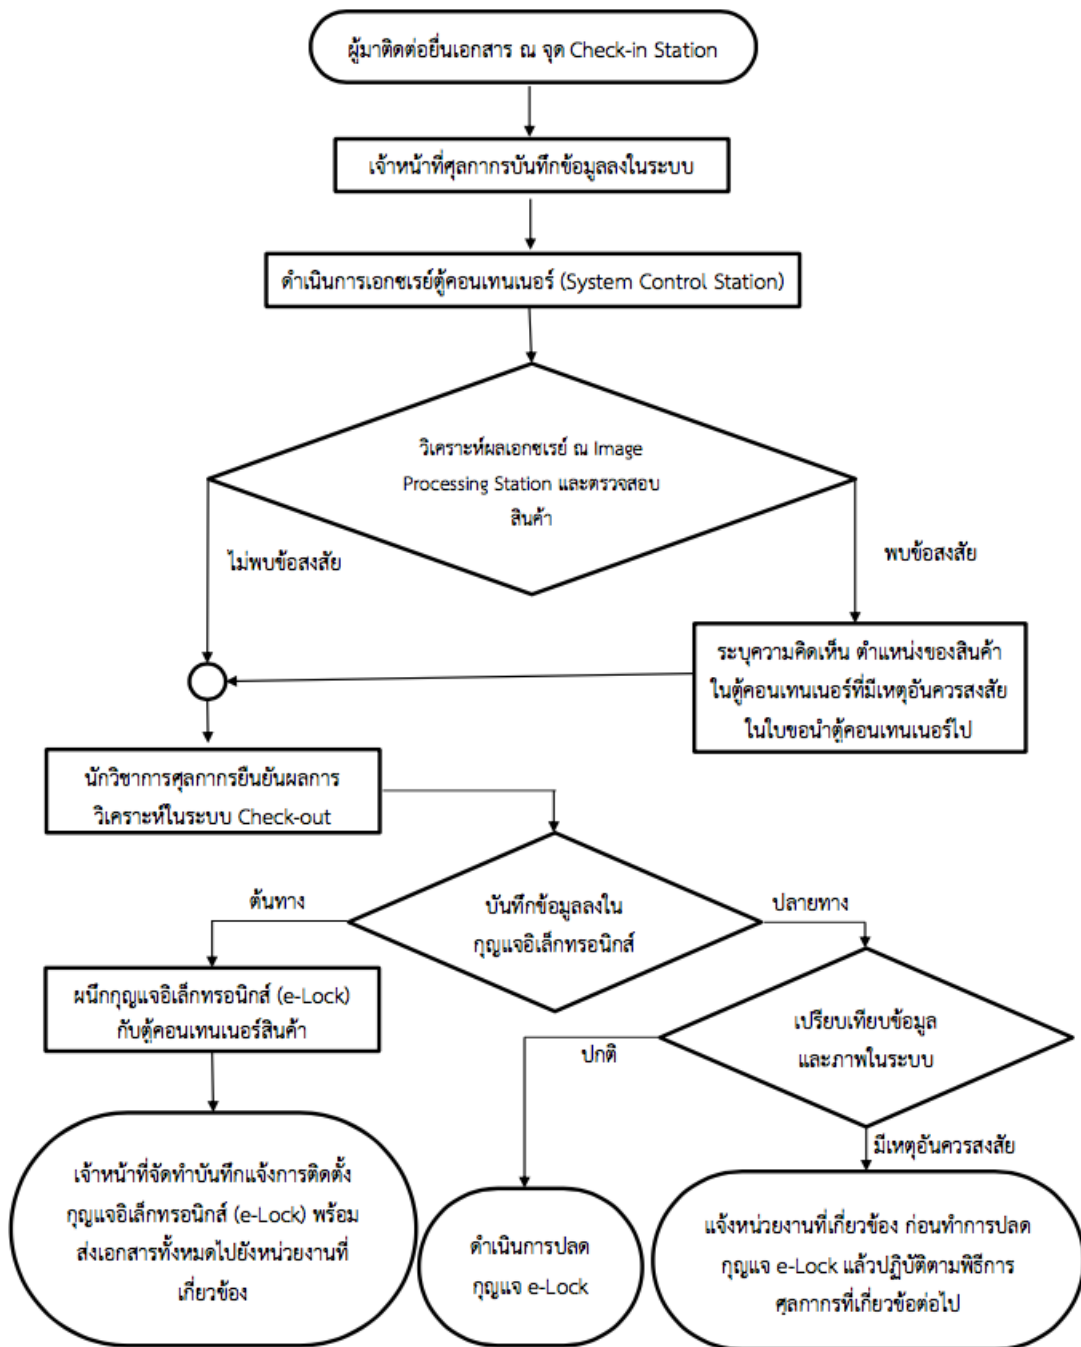 ผู้มาติดต่อยื่นเอกสาร ณ จุด Check-in Station
เจ้าหน้าที่ศุลกากรบันทึกข้อมูลลงในระบบ
ดำเนินการเอกซเรย์ตู้คอนเทนเนอร์ (System Control Station)
วิเคราะห์ผลเอกซเรย์ ณ Image
Processing Station และตรวจสอบ
สินค้า
ไม่พบข้อสงสัย
พบข้อสงสัย
ระบุความคิดเห็น ตำแหน่งของสินค้า
ในตู้คอนเทนเนอร์ที่มีเหตุอันควรสงสัย
ในใบขอนำตู้คอนเทนเนอร์ไป
นักวิชาการศุลกากรยืนยันผลการ
วิเคราะห์ในระบบ Check-out
ต้นทาง
บันทึกข้อมูลลงใน
กุญแจอิเล็กทรอนิกส์
ปลายทาง
ผนึกกุญแจอิเล็กทรอนิกส์ (e-Lock)
กับตู้คอนเทนเนอร์สินค้า
เปรียบเทียบข้อมูล
และภาพในระบบ
ปกติ
มีเหตุอันควรสงสัย
เจ้าหน้าที่จัดทำบันทึกแจ้งการติดตั้ง
กุญแจอิเล็กทรอนิกส์ (e-Lock) พร้อม
ส่งเอกสารทั้งหมดไปยังหน่วยงานที่
เกี่ยวข้อง
ดำเนินการปลด
กุญแจ e-Lock
แจ้งหน่วยงานที่เกี่ยวข้อง ก่อนทำการปลด
กุญแจ e-Lock แล้วปฏิบัติตามพิธีการ
ศุลกากรที่เกี่ยวข้อต่อไป